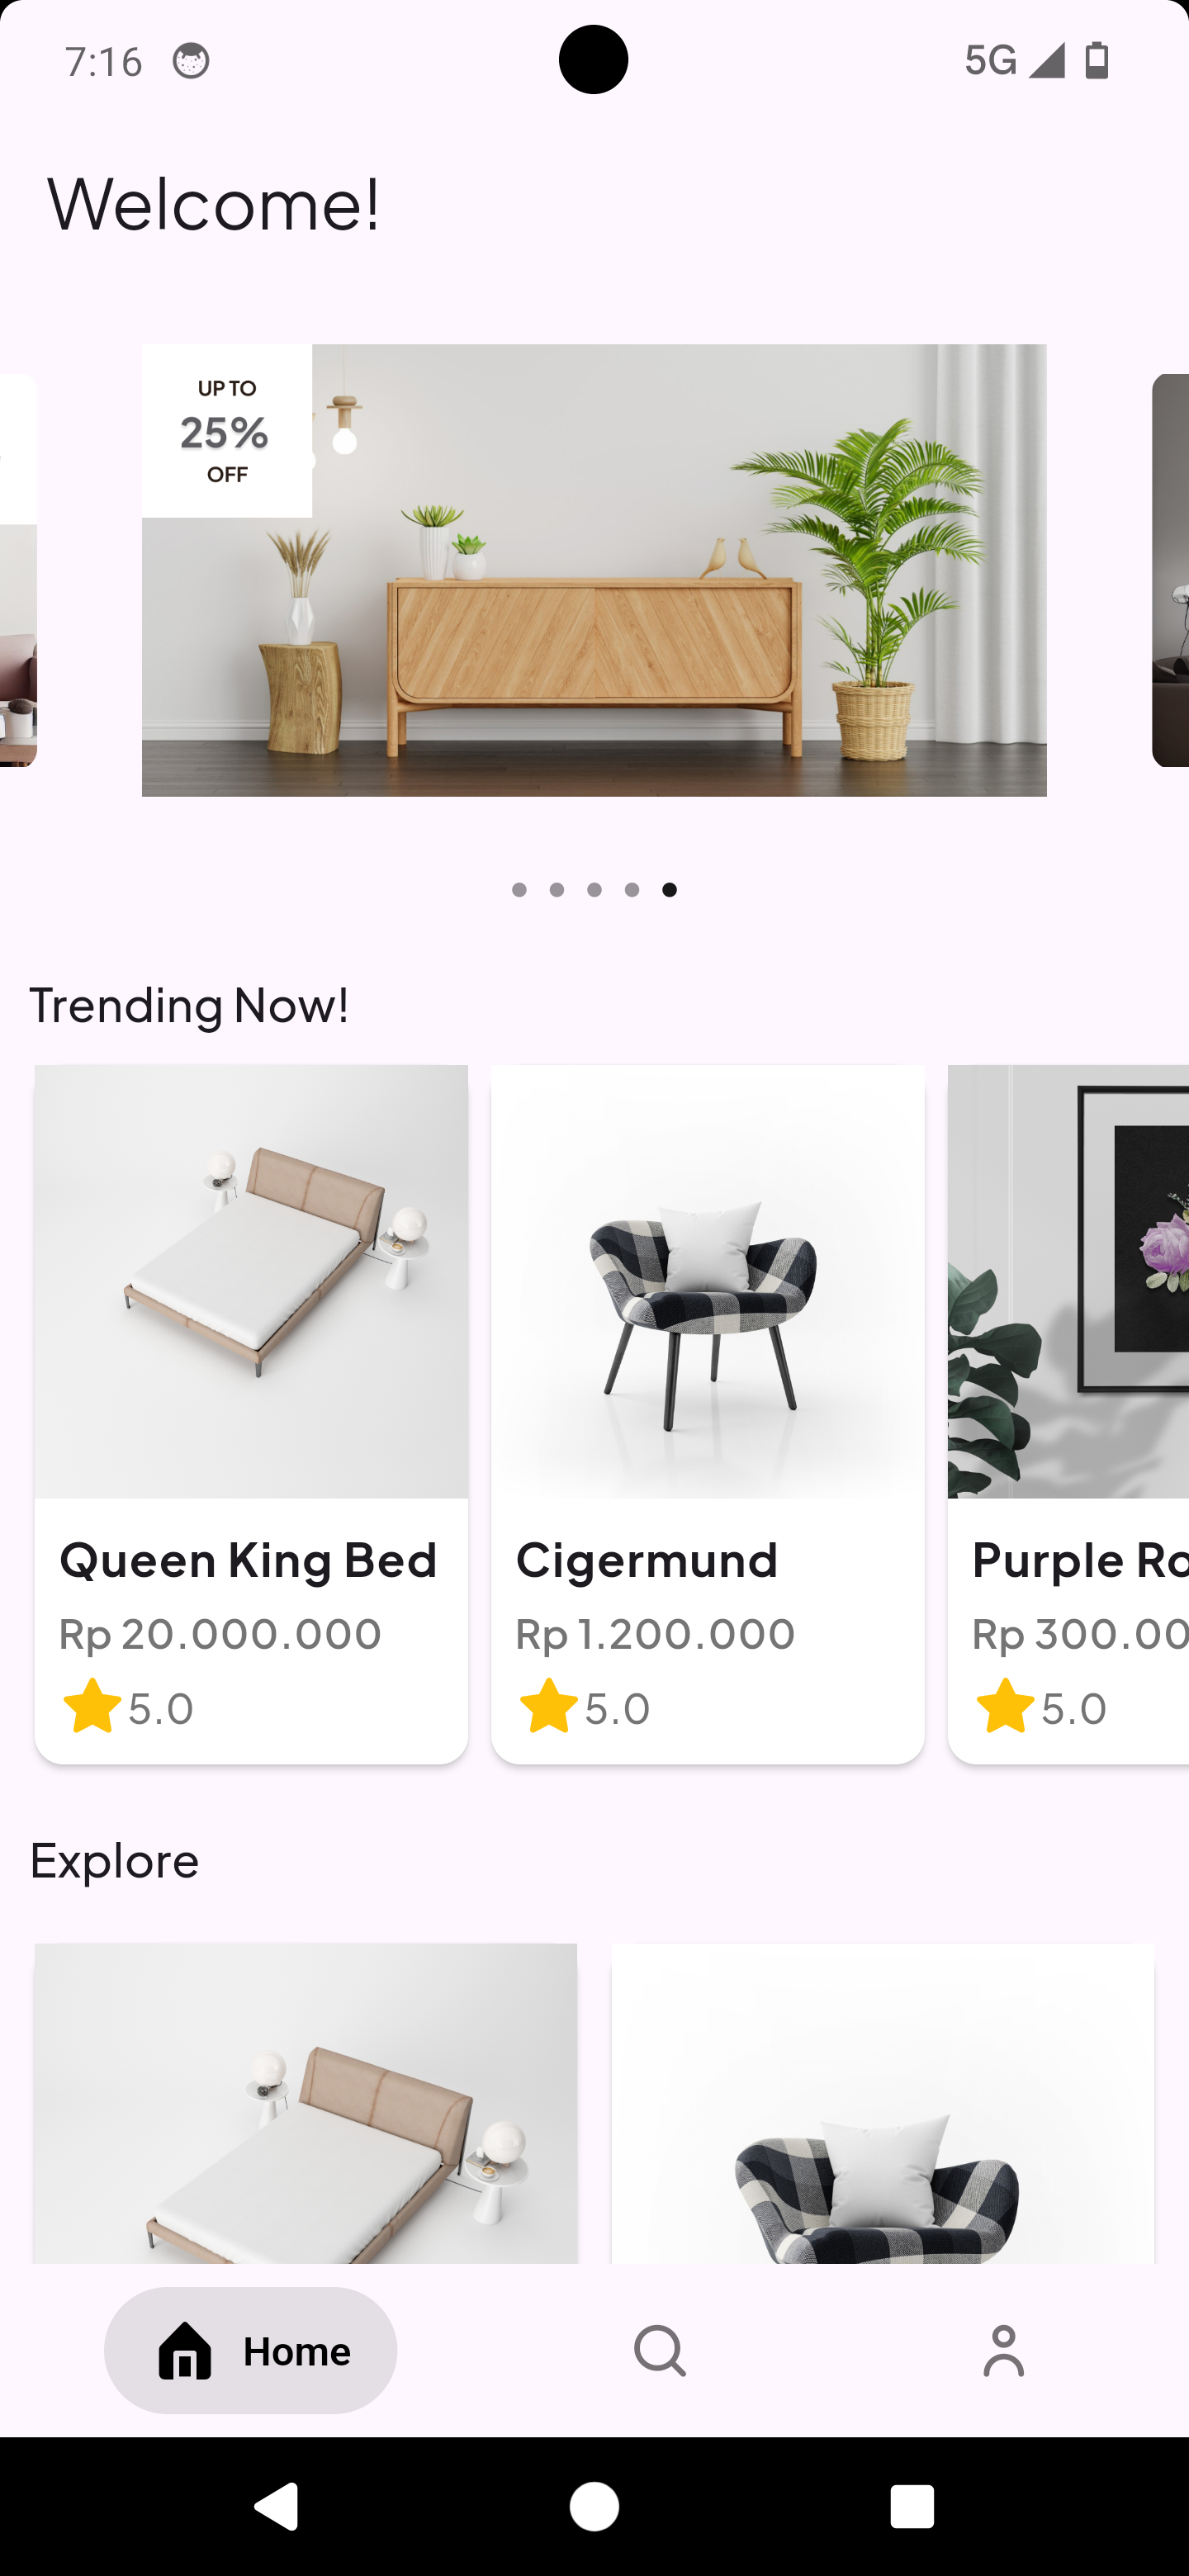 7:16
5G
Welcome!
UP TO
25%
OFF
Trending Now!
Queen King Bed
Rp 20.000.000
5.0
Cigermund
Rp 1.200.000
5.0
Purple Ro
Rp 300.00
5.0
Explore
Home